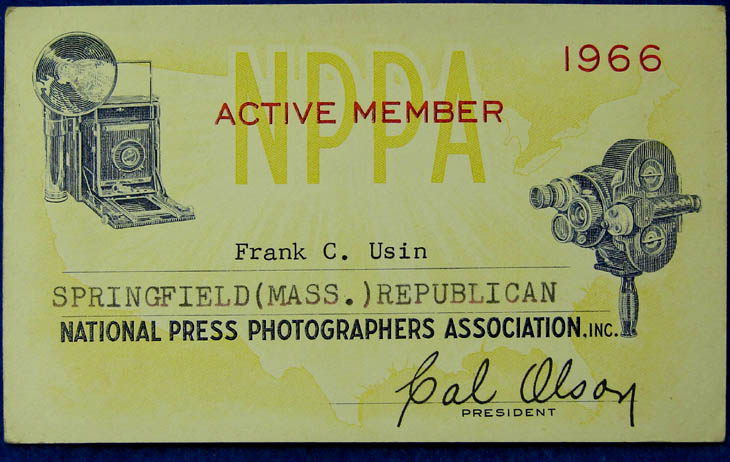 1966
NPPA
ACTIVE MEMBER
Frank C. Usin
SPRINGFIELD(MASS.)REPUBLICAN
NATIONAL PRESS PHOTOGRAPHERS ASSOCIATION, INC.
Cal Olson
PRESIDENT